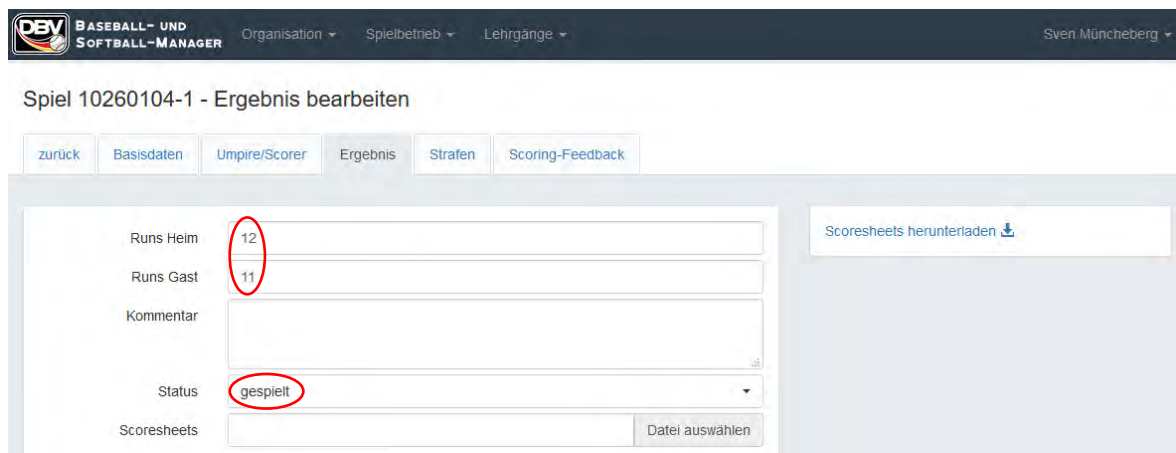 DBV BASEBALL- UND SOFTBALL-MANAGER Organisation Spielbetrieb Lehrgänge Sven Müncheberg
Spiel 10260104-1 - Ergebnis bearbeiten
zurück Basisdaten Umpire/Scorer Ergebnis Strafen Scoring-Feedback
Runs Heim 12
Scoresheets herunterladen
Runs Gast 11
Kommentar
Status gespielt
Scoresheets Datei auswählen